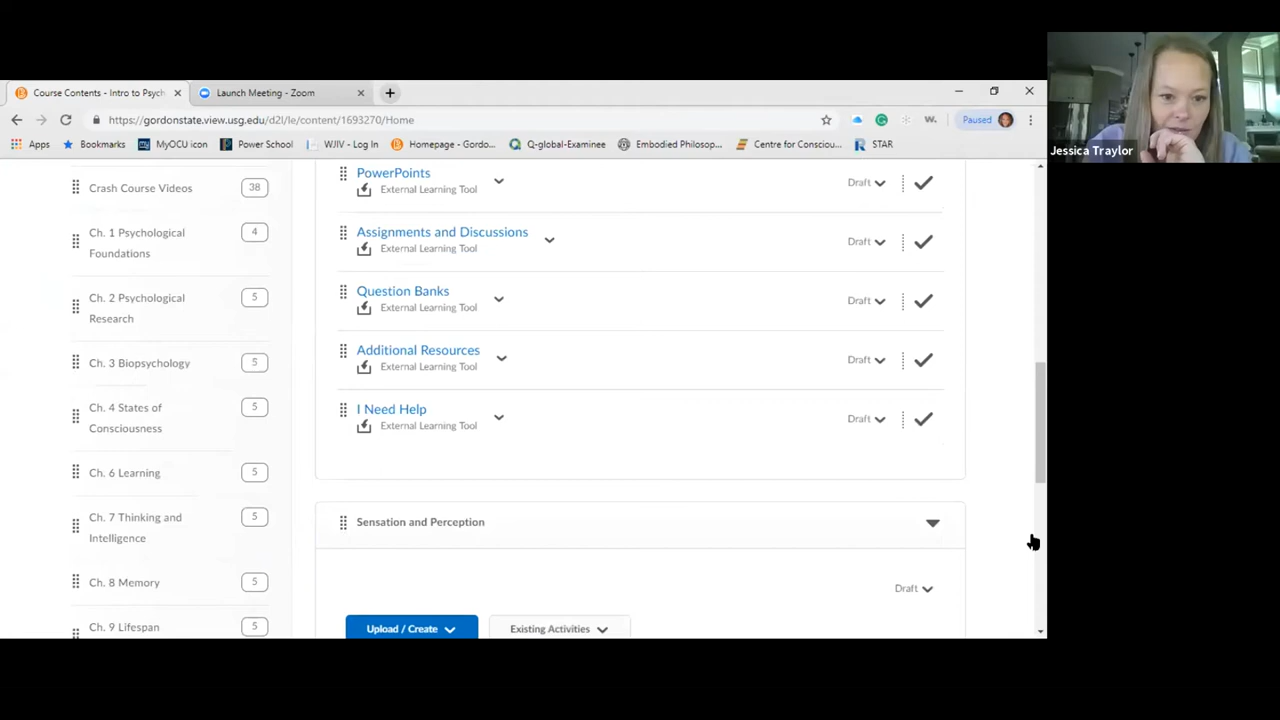 Course Contents - Intro to Psych
Launch Meeting - Zoom
https://gordonstate.view.usg.edu/d2l/le/content/1693270/Home
Paused
Apps
Bookmarks
MyOCU icon
Power School
WJIV - Log In
Homepage - Gordo...
Q-global-Examinee
Embodied Philosop...
Centre for Consciou...
STAR
Jessica Traylor
Crash Course Videos
38
Ch. 1 Psychological
Foundations
4
Ch. 2 Psychological
Research
5
Ch. 3 Biopsychology
5
Ch. 4 States of
Consciousness
5
Ch. 6 Learning
5
Ch. 7 Thinking and
Intelligence
5
Ch. 8 Memory
5
Ch. 9 Lifespan
5
PowerPoints
External Learning Tool
Draft
Assignments and Discussions
External Learning Tool
Draft
Question Banks
External Learning Tool
Draft
Additional Resources
External Learning Tool
Draft
I Need Help
External Learning Tool
Draft
Sensation and Perception
Draft
Upload / Create
Existing Activities